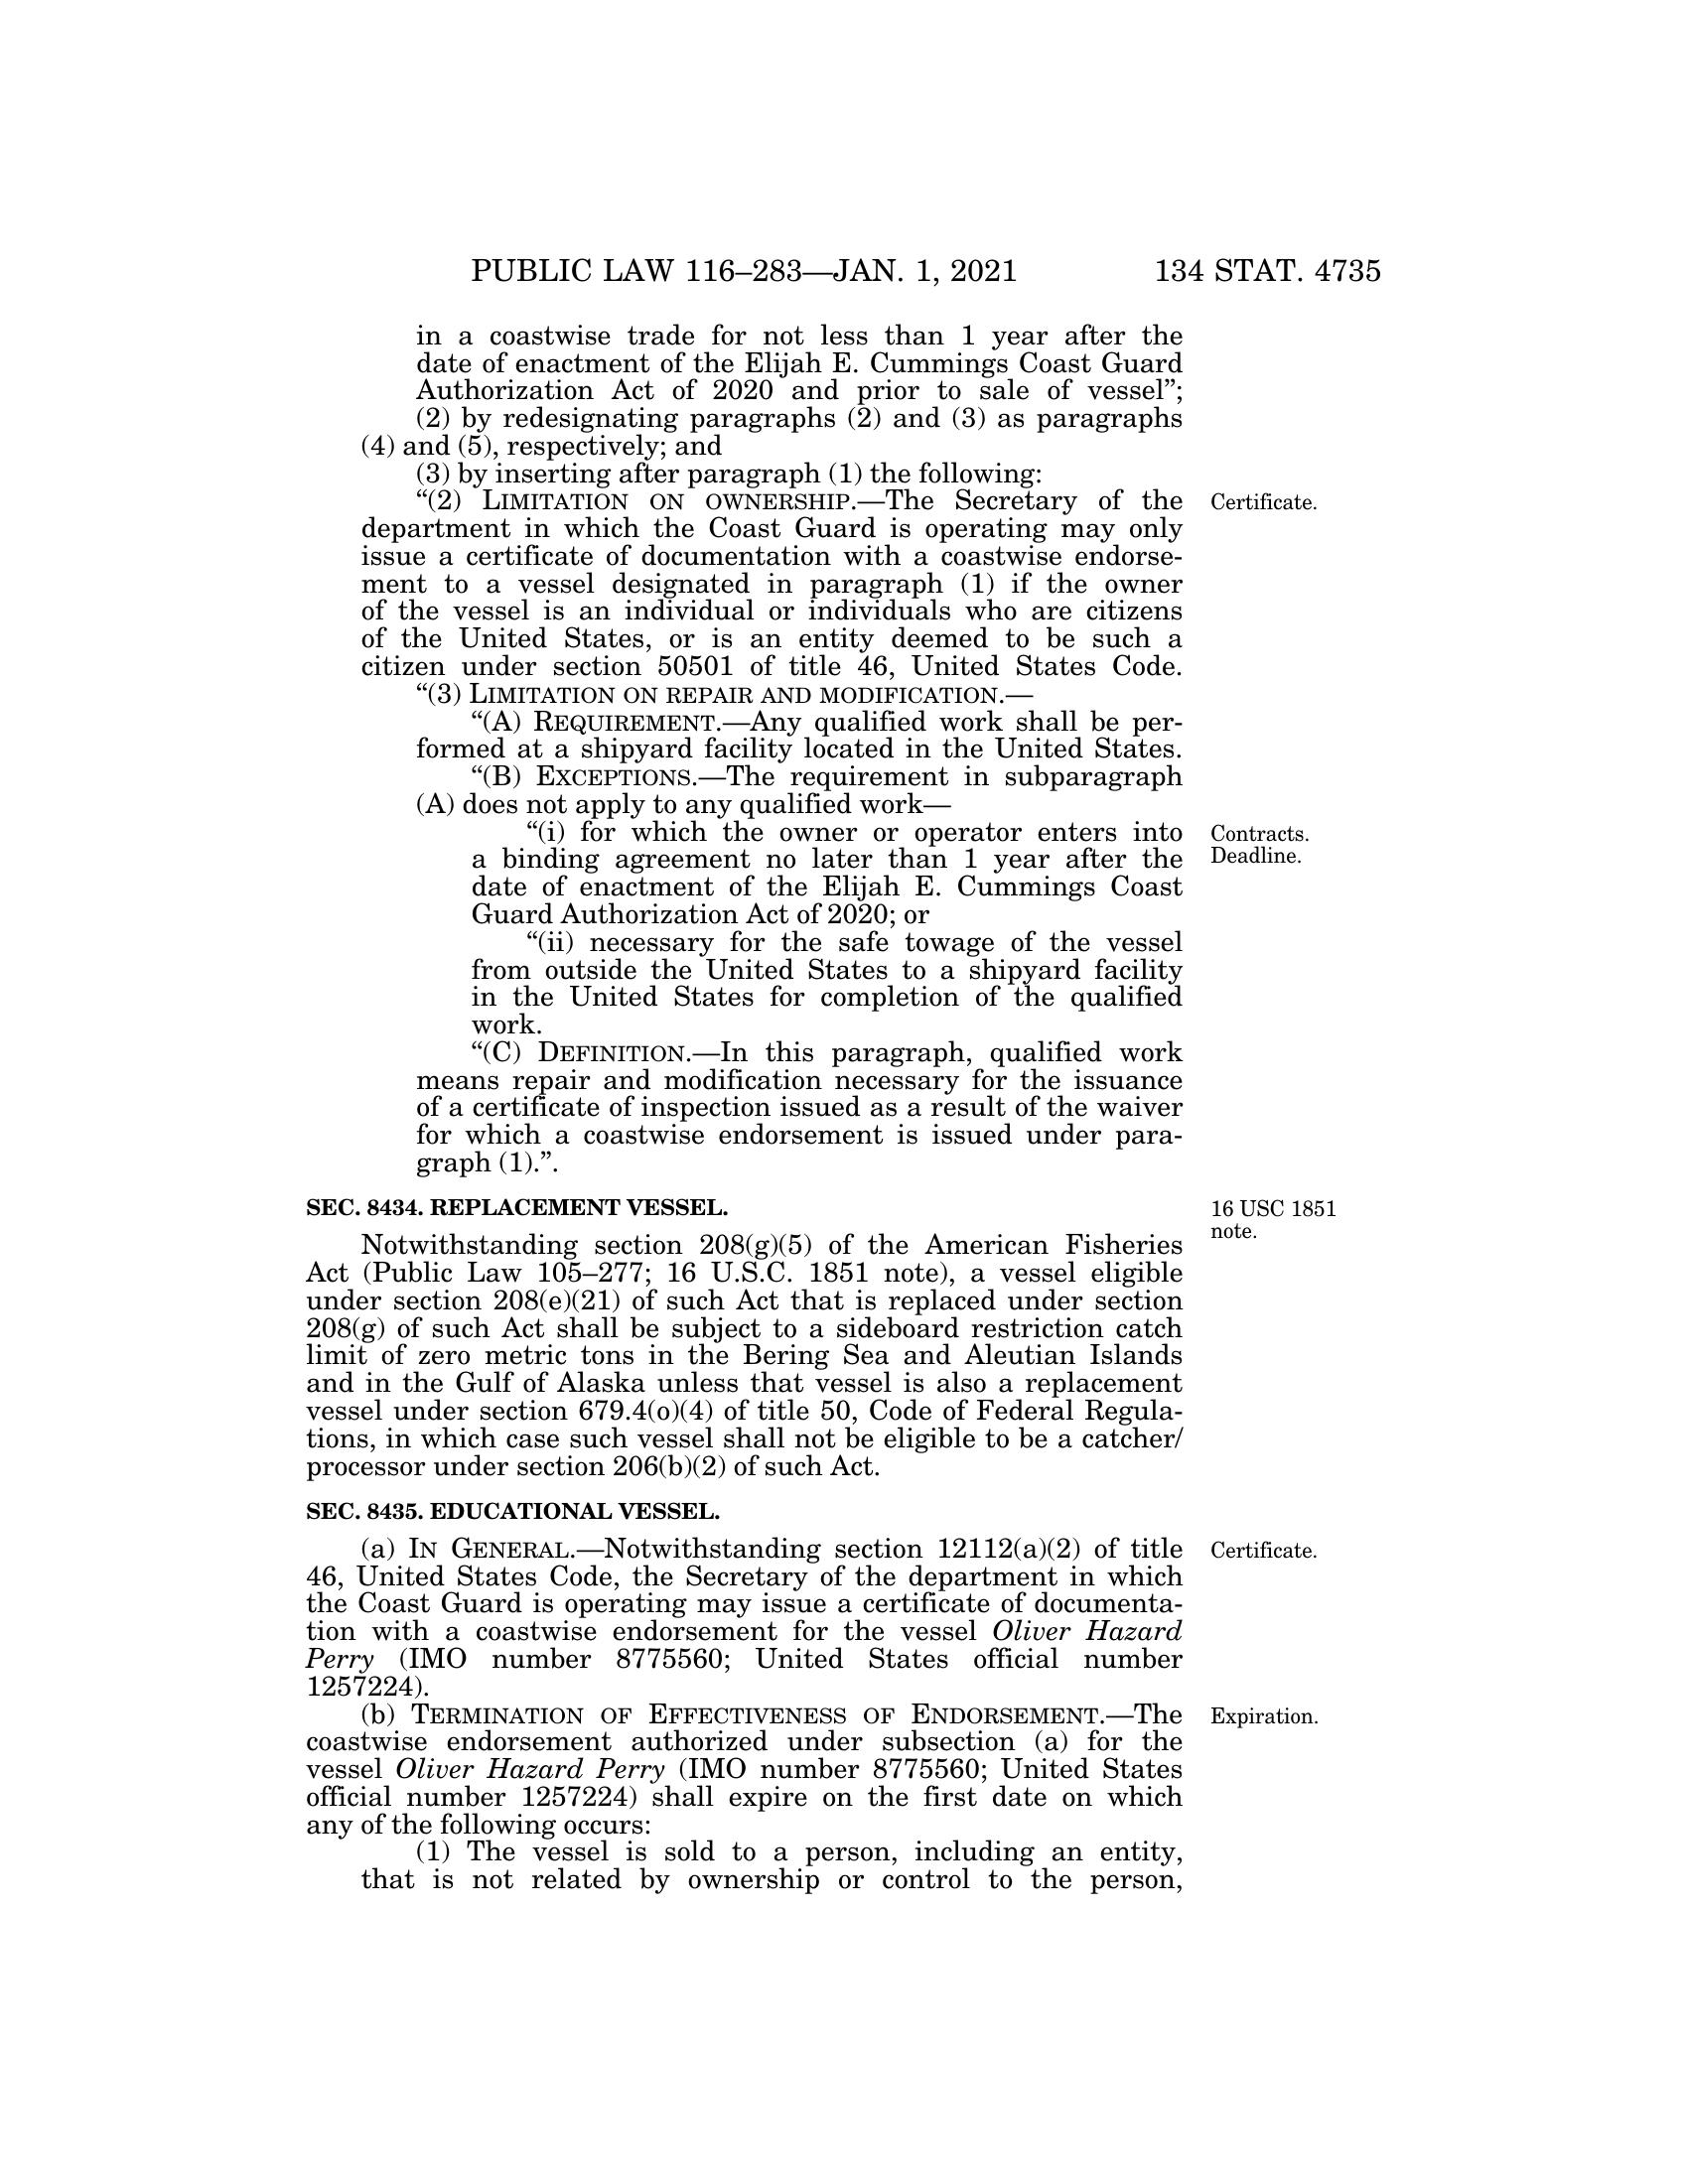 PUBLIC LAW 116–283—JAN. 1, 2021 134 STAT. 4735
in a coastwise trade for not less than 1 year after the
date of enactment of the Elijah E. Cummings Coast Guard
Authorization Act of 2020 and prior to sale of vessel”;
(2) by redesignating paragraphs (2) and (3) as paragraphs
(4) and (5), respectively; and
(3) by inserting after paragraph (1) the following:
“(2) LIMITATION ON OWNERSHIP.—The Secretary of the
department in which the Coast Guard is operating may only
issue a certificate of documentation with a coastwise endorse-
ment to a vessel designated in paragraph (1) if the owner
of the vessel is an individual or individuals who are citizens
of the United States, or is an entity deemed to be such a
citizen under section 50501 of title 46, United States Code.
“(3) LIMITATION ON REPAIR AND MODIFICATION.—
“(A) REQUIREMENT.—Any qualified work shall be per-
formed at a shipyard facility located in the United States.
“(B) EXCEPTIONS.—The requirement in subparagraph
(A) does not apply to any qualified work—
“(i) for which the owner or operator enters into
a binding agreement no later than 1 year after the
date of enactment of the Elijah E. Cummings Coast
Guard Authorization Act of 2020; or
“(ii) necessary for the safe towage of the vessel
from outside the United States to a shipyard facility
in the United States for completion of the qualified
work.
“(C) DEFINITION.—In this paragraph, qualified work
means repair and modification necessary for the issuance
of a certificate of inspection issued as a result of the waiver
for which a coastwise endorsement is issued under para-
graph (1).”.
SEC. 8434. REPLACEMENT VESSEL.
Notwithstanding section 208(g)(5) of the American Fisheries
Act (Public Law 105–277; 16 U.S.C. 1851 note), a vessel eligible
under section 208(e)(21) of such Act that is replaced under section
208(g) of such Act shall be subject to a sideboard restriction catch
limit of zero metric tons in the Bering Sea and Aleutian Islands
and in the Gulf of Alaska unless that vessel is also a replacement
vessel under section 679.4(o)(4) of title 50, Code of Federal Regula-
tions, in which case such vessel shall not be eligible to be a catcher/
processor under section 206(b)(2) of such Act.
SEC. 8435. EDUCATIONAL VESSEL.
(a) IN GENERAL.—Notwithstanding section 12112(a)(2) of title
46, United States Code, the Secretary of the department in which
the Coast Guard is operating may issue a certificate of documenta-
tion with a coastwise endorsement for the vessel Oliver Hazard
Perry (IMO number 8775560; United States official number
1257224).
(b) TERMINATION OF EFFECTIVENESS OF ENDORSEMENT.—The
coastwise endorsement authorized under subsection (a) for the
vessel Oliver Hazard Perry (IMO number 8775560; United States
official number 1257224) shall expire on the first date on which
any of the following occurs:
(1) The vessel is sold to a person, including an entity,
that is not related by ownership or control to the person,
Certificate.
Contracts.
Deadline.
16 USC 1851
note.
Certificate.
Expiration.